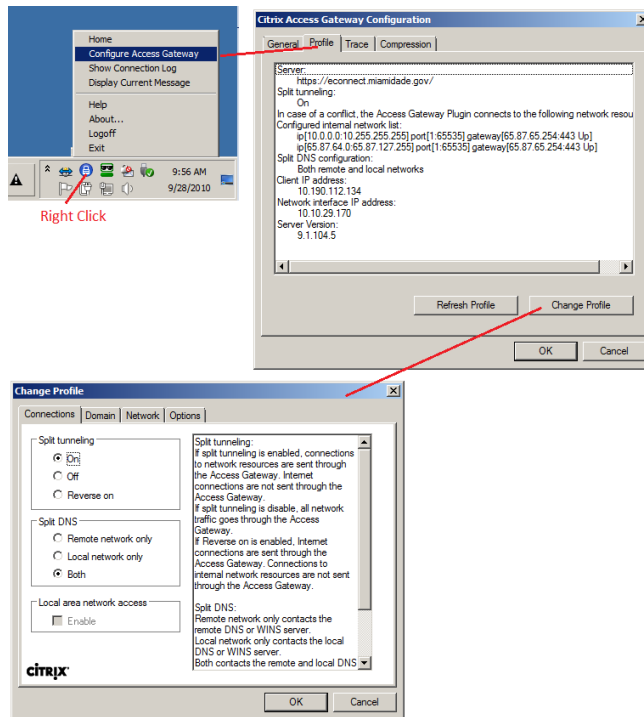 Home
Configure Access Gateway
Show Connection Log
Display Current Message
Help
About...
Logoff
Exit
9:56 AM
9/28/2010
Right Click
Citrix Access Gateway Configuration
General
Profile
Trace
Compression
Server:
https://econnect.miamidade.gov/
Split tunneling:
On
In case of a conflict, the Access Gateway Plugin connects to the following network resou
Configured internal network list:
ip[10.0.0.0:10.255.255.255] port[1:65535] gateway[65.87.65.254:443 Up]
ip[65.87.64.0:65.87.127.255] port[1:65535] gateway[65.87.65.254:443 Up]
Split DNS configuration:
Both remote and local networks
Client IP address:
10.190.112.134
Network interface IP address:
10.10.29.170
Server Version:
9.1.104.5
Refresh Profile
Change Profile
OK
Cancel
Change Profile
Connections
Domain
Network
Options
Split tunneling
On
Off
Reverse on
Split DNS
Remote network only
Local network only
Both
Local area network access
Enable
Split tunneling:
If split tunneling is enabled, connections
to network resources are sent through
the Access Gateway. Internet
connections are not sent through the
Access Gateway.
If split tunneling is disable, all network
traffic goes through the Access
Gateway.
If Reverse on is enabled, Internet
connections are sent through the
Access Gateway. Connections to
internal network resources are not sent
through the Access Gateway.
Split DNS:
Remote network only contacts the
remote DNS or WINS server.
Local network only contacts the local
DNS or WINS server.
Both contacts the remote and local DNS
CITRIX
OK
Cancel